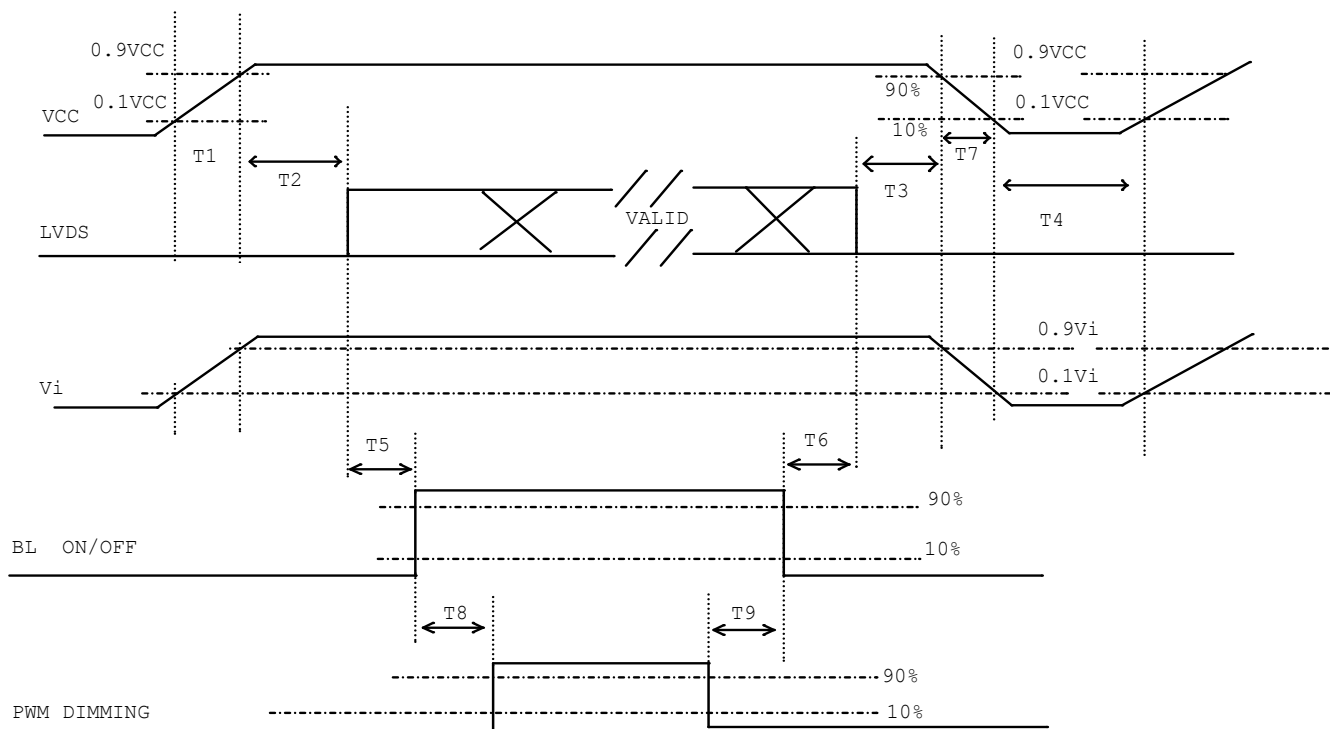 0.9VCC
0.9VCC
90%
0.1VCC
0.1VCC
VCC
10%
T1
T7
T2
T3
VALID
T4
LVDS
0.9Vi
Vi
0.1Vi
T5
T6
90%
BL ON/OFF
10%
T8
T9
90%
PWM DIMMING
10%